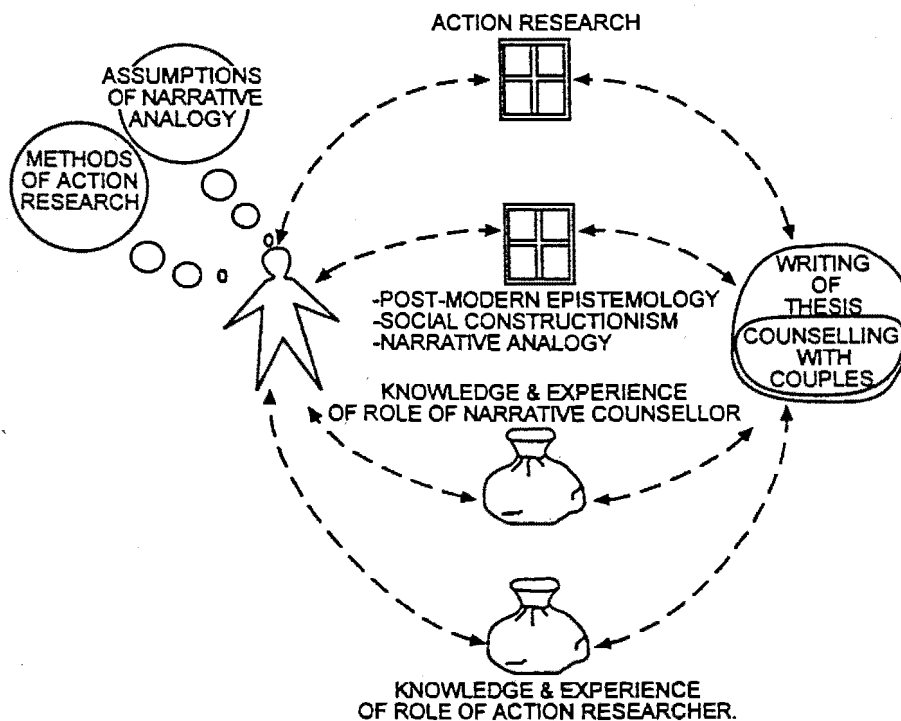 ACTION RESEARCH
ASSUMPTIONS
OF NARRATIVE
ANALOGY
METHODS
OF ACTION
RESEARCH
-POST-MODERN EPISTEMOLOGY
-SOCIAL CONSTRUCTIONISM
-NARRATIVE ANALOGY
WRITING
OF
THESIS
COUNSELLING
WITH
COUPLES
KNOWLEDGE & EXPERIENCE
OF ROLE OF NARRATIVE COUNSELLOR
KNOWLEDGE & EXPERIENCE
OF ROLE OF ACTION RESEARCHER.